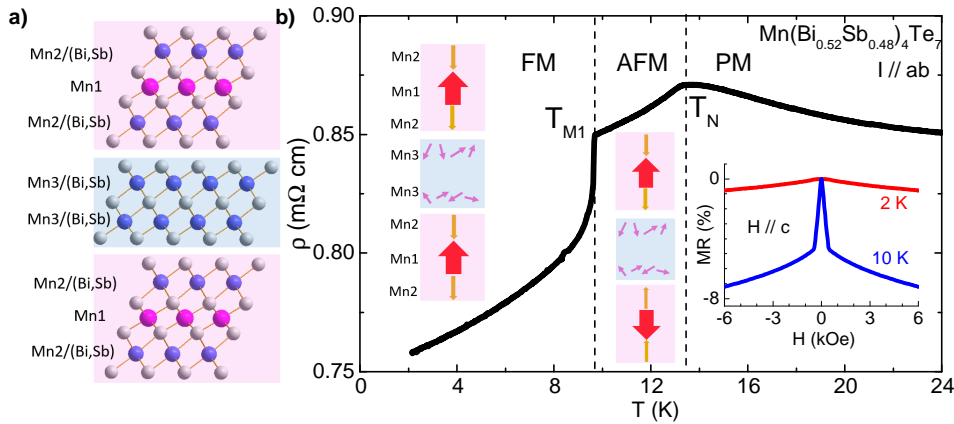 a)
Mn2/(Bi,Sb)
Mn1
Mn2/(Bi,Sb)
Mn3/(Bi,Sb)
Mn3/(Bi,Sb)
Mn2/(Bi,Sb)
Mn1
Mn2/(Bi,Sb)
b)
ρ (mΩ cm)
0.90
0.85
0.80
0.75
0
4
8
12
16
20
24
T (K)
FM
AFM
PM
Mn(Bi0.52Sb0.48)4Te7
I // ab
TM1
TN
Mn2
Mn1
Mn2
Mn3
Mn3
Mn2
Mn1
Mn2
MR (%)
0
-8
-6
0
6
H (kOe)
H // c
2 K
10 K